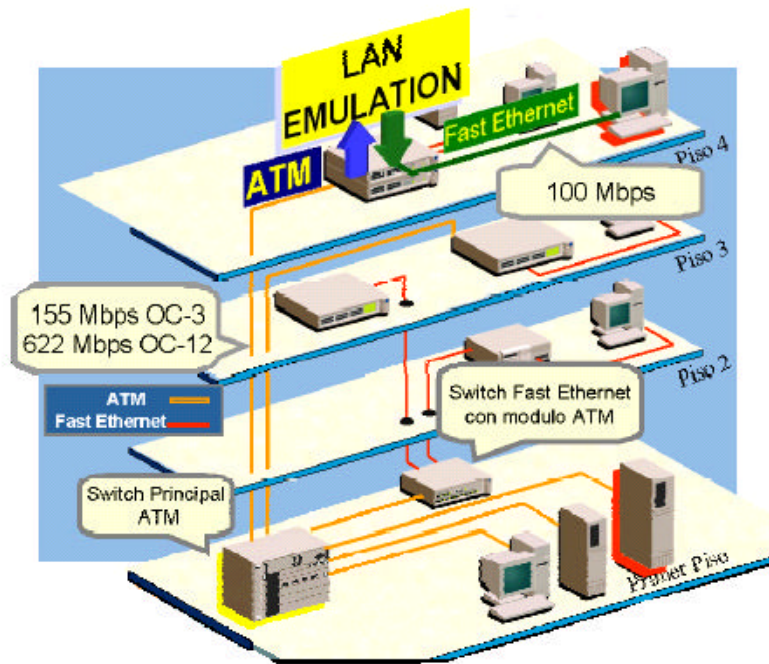 LAN
EMULATION
Fast Ethernet
ATM
Piso 4
100 Mbps
Piso 3
155 Mbps OC-3
622 Mbps OC-12
Piso 2
ATM
Fast Ethernet
Switch Fast Ethernet
con modulo ATM
Switch Principal
ATM
Primer Piso